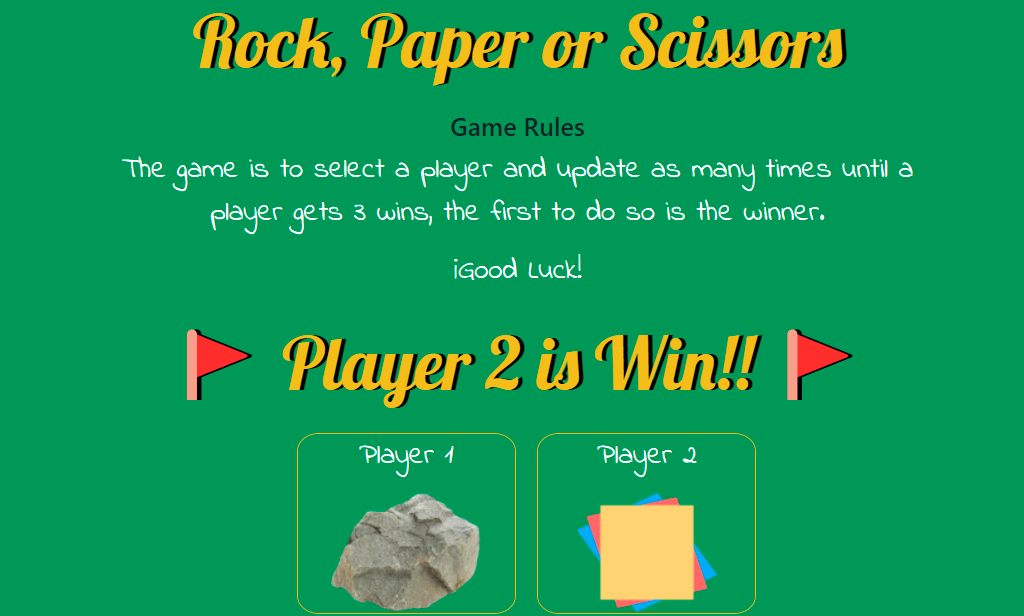 Rock, Paper or Scissors
Game Rules
The game is to select a player and update as many times until a
player gets 3 wins, the first to do so is the winner.
¡Good Luck!
Player 2 is Win!!
Player 1
Player 2